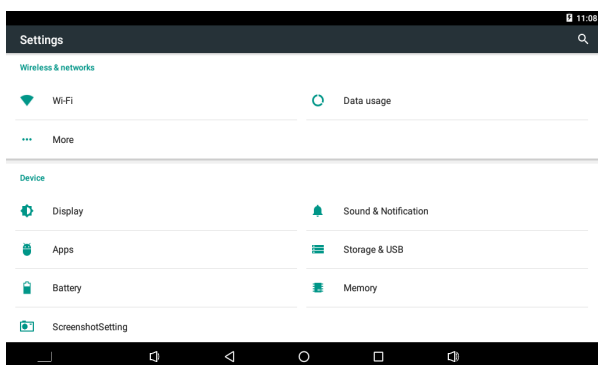 11:08
Settings
Wireless & networks
Wi-Fi
Data usage
More
Device
Display
Sound & Notification
Apps
Storage & USB
Battery
Memory
ScreenshotSetting